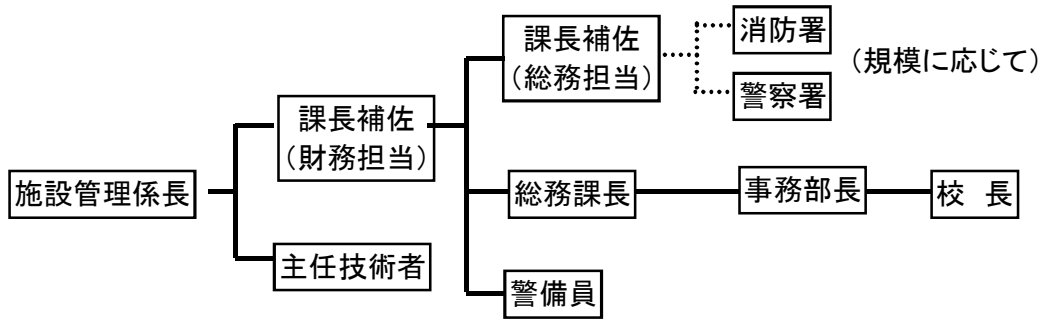 課長補佐
(総務担当)
消防署
警察署
(規模に応じて)
課長補佐
(財務担当)
施設管理係長
総務課長
事務部長
校 長
主任技術者
警備員